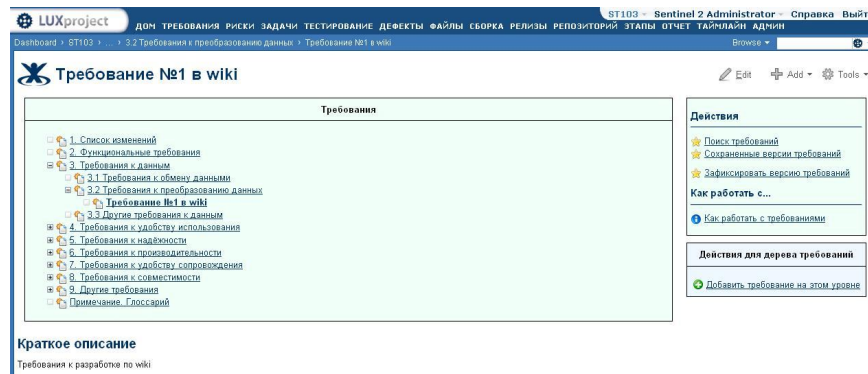 LUXproject
ST103 Sentinel 2 Administrator Справка Выйт
ДОМ ТРЕБОВАНИЯ РИСКИ ЗАДАЧИ ТЕСТИРОВАНИЕ ДЕФЕКТЫ ФАЙЛЫ СБОРКА РЕЛИЗЫ РЕПОЗИТОРИЙ ЭТАПЫ ОТЧЕТ ТАЙМЛАЙН АДМИН
Dashboard › ST103 › ... › 3.2 Требования к преобразованию данных › Требование №1 в wiki
Browse
Требование №1 в wiki
Edit Add Tools
Требования
1. Список изменений
2. Функциональные требования
3. Требования к данным
3.1 Требования к обмену данными
3.2 Требования к преобразованию данных
Требование №1 в wiki
3.3 Другие требования к данным
4. Требования к удобству использования
5. Требования к надёжности
6. Требования к производительности
7. Требования к удобству сопровождения
8. Требования к совместимости
9. Другие требования
Примечание. Глоссарий
Действия
Поиск требований
Сохраненные версии требований
Зафиксировать версию требований
Как работать с...
Как работать с требованиями
Действия для дерева требований
Добавить требование на этом уровне
Краткое описание
Требования к разработке по wiki